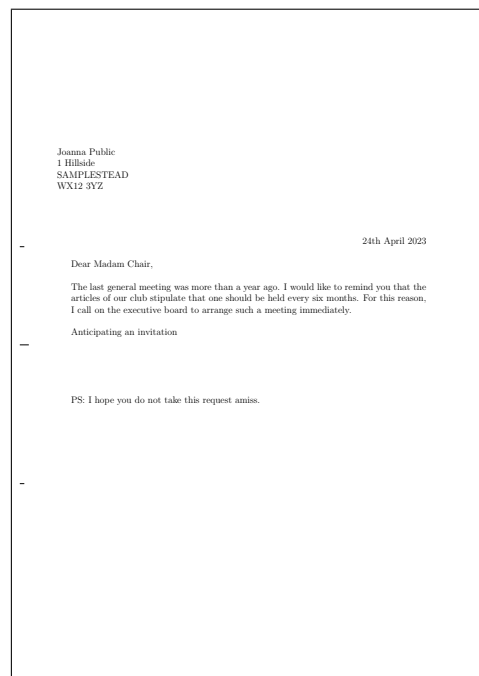 Joanna Public
1 Hillside
SAMPLESTEAD
WX12 3YZ
24th April 2023
Dear Madam Chair,
The last general meeting was more than a year ago. I would like to remind you that the
articles of our club stipulate that one should be held every six months. For this reason,
I call on the executive board to arrange such a meeting immediately.
Anticipating an invitation
PS: I hope you do not take this request amiss.